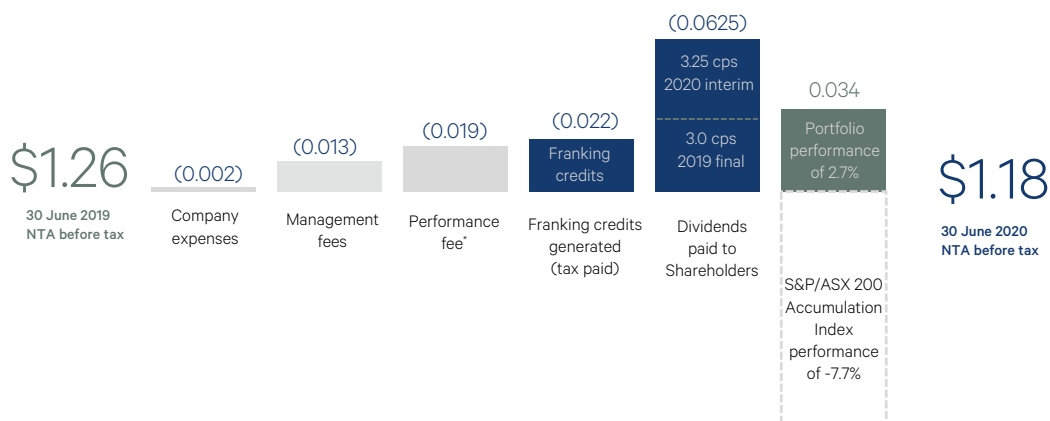 $1.26
30 June 2019
NTA before tax
(0.002)
Company
expenses
(0.013)
Management
fees
(0.019)
Performance
fee*
(0.022)
Franking
credits
Franking credits
generated
(tax paid)
(0.0625)
3.25 cps
2020 interim
3.0 cps
2019 final
Dividends
paid to
Shareholders
0.034
Portfolio
performance
of 2.7%
S&P/ASX 200
Accumulation
Index
performance
of -7.7%
$1.18
30 June 2020
NTA before tax